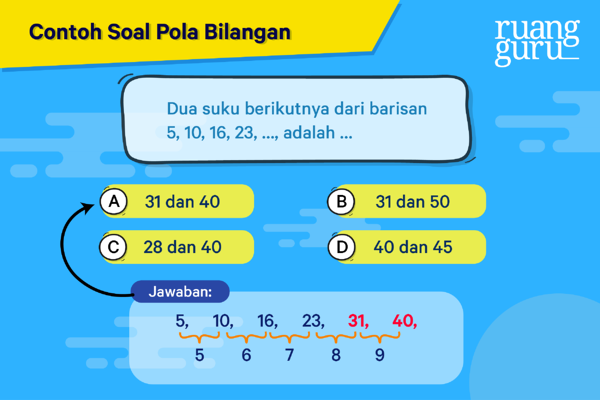 Contoh Soal Pola Bilangan
ruang
guru
Dua suku berikutnya dari barisan
5, 10, 16, 23, ..., adalah ...
A 31 dan 40
B 31 dan 50
C 28 dan 40
D 40 dan 45
Jawaban:
5, 10, 16, 23, 31, 40,
5 6 7 8 9